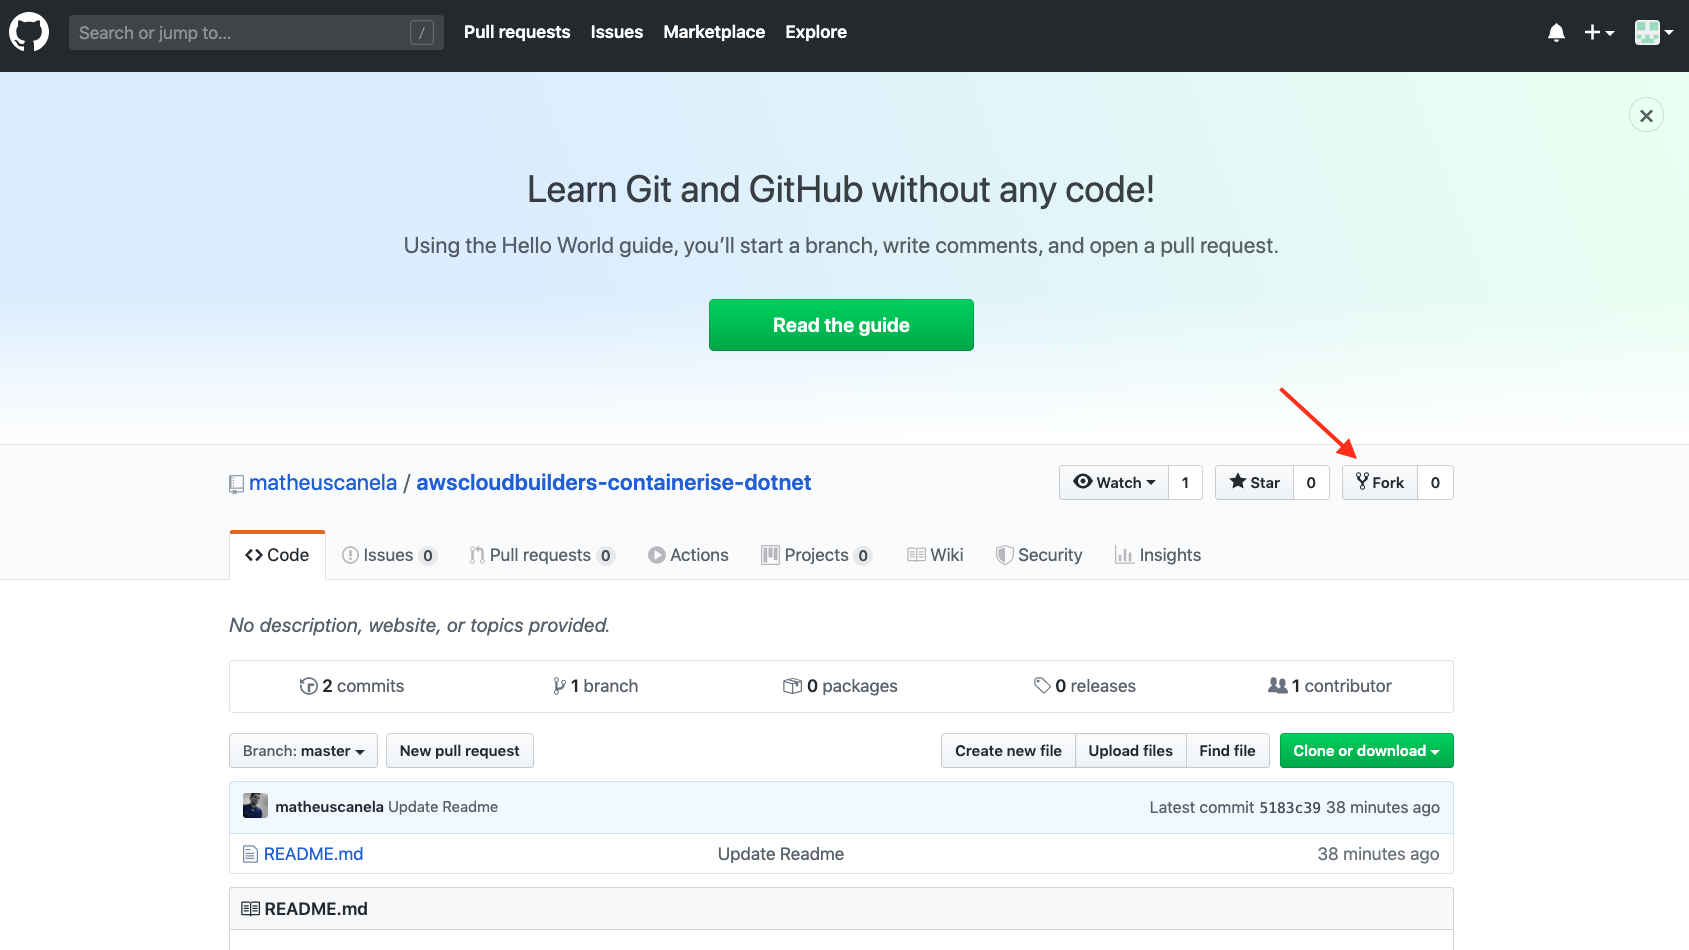 Search or jump to... /
Pull requests Issues Marketplace Explore
Learn Git and GitHub without any code!
Using the Hello World guide, you’ll start a branch, write comments, and open a pull request.
Read the guide
matheuscanela / awscloudbuilders-containerise-dotnet
Watch 1 Star 0 Fork 0
Code Issues 0 Pull requests 0 Actions Projects 0 Wiki Security Insights
No description, website, or topics provided.
2 commits 1 branch 0 packages 0 releases 1 contributor
Branch: master New pull request Create new file Upload files Find file Clone or download
matheuscanela Update Readme Latest commit 5183c39 38 minutes ago
README.md Update Readme 38 minutes ago
README.md